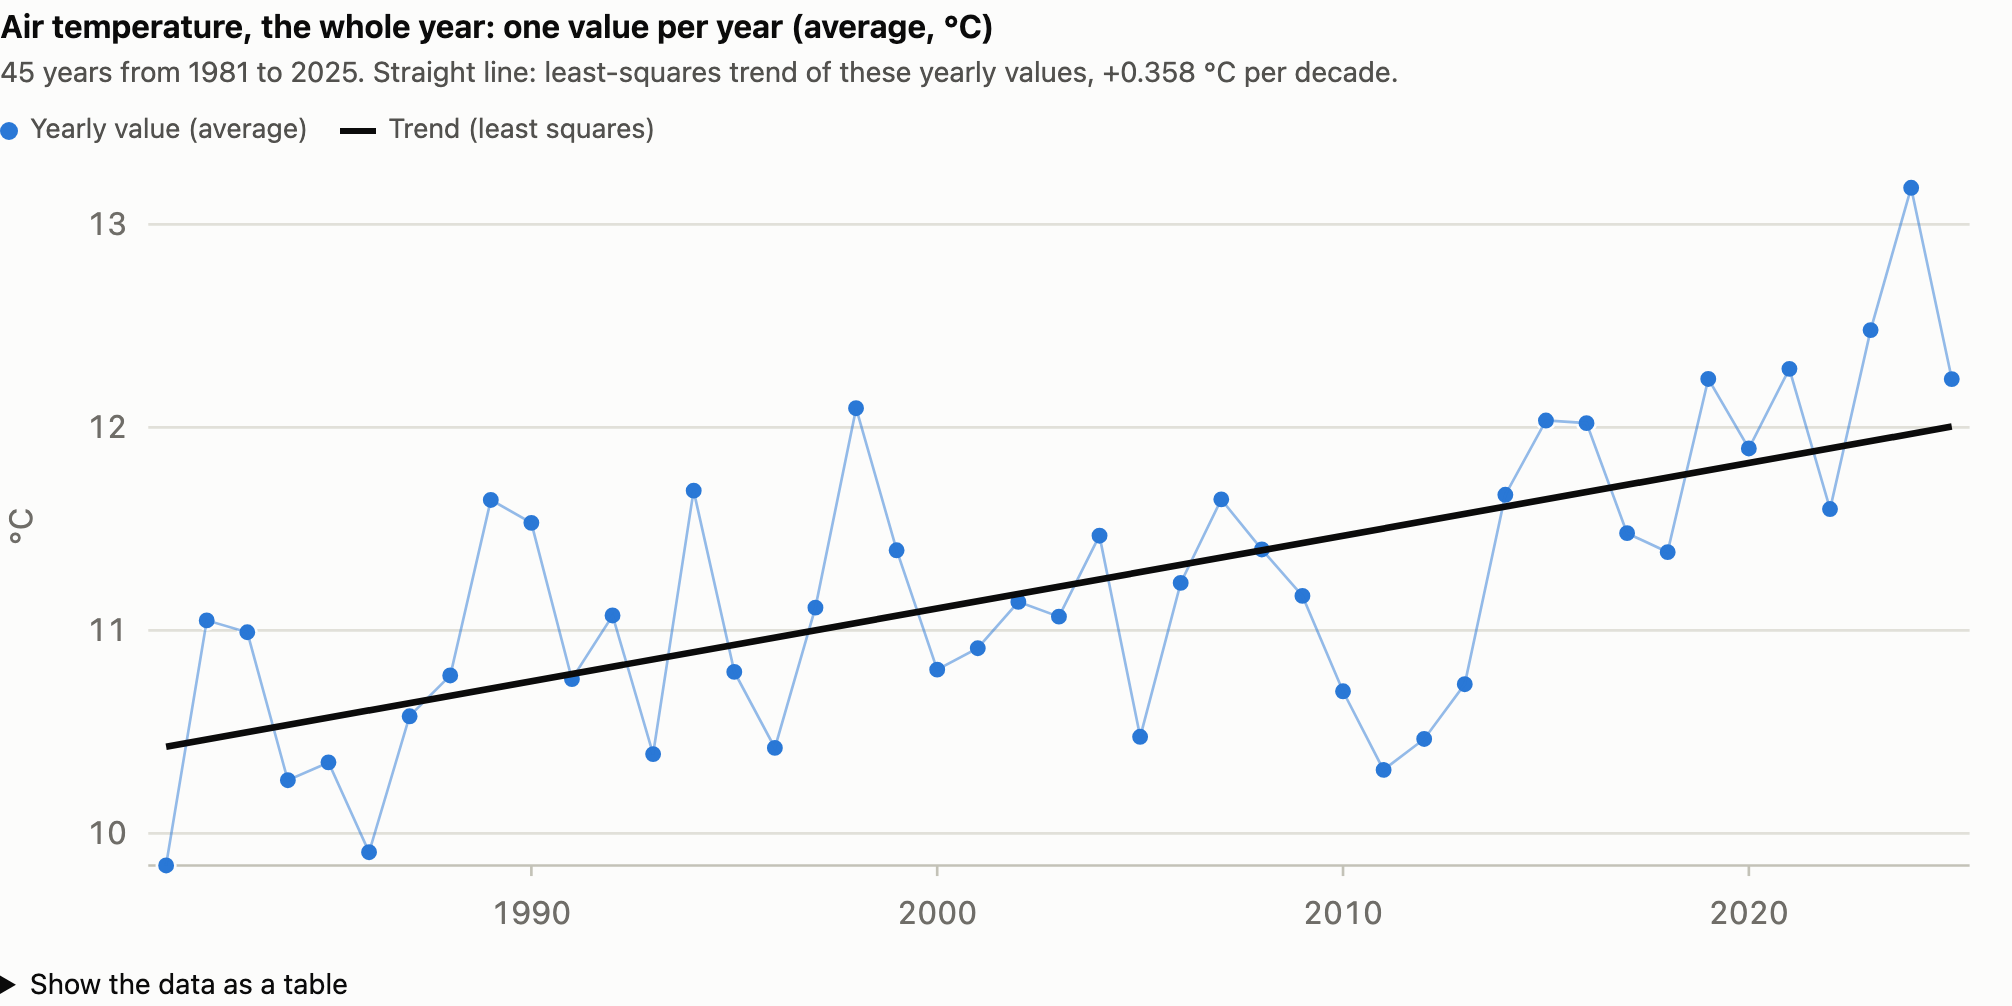 Air temperature, the whole year: one value per year (average, °C)
45 years from 1981 to 2025. Straight line: least-squares trend of these yearly values, +0.358 °C per decade.
Yearly value (average) Trend (least squares)
13
12
°C
11
10
1990 2000 2010 2020
Show the data as a table